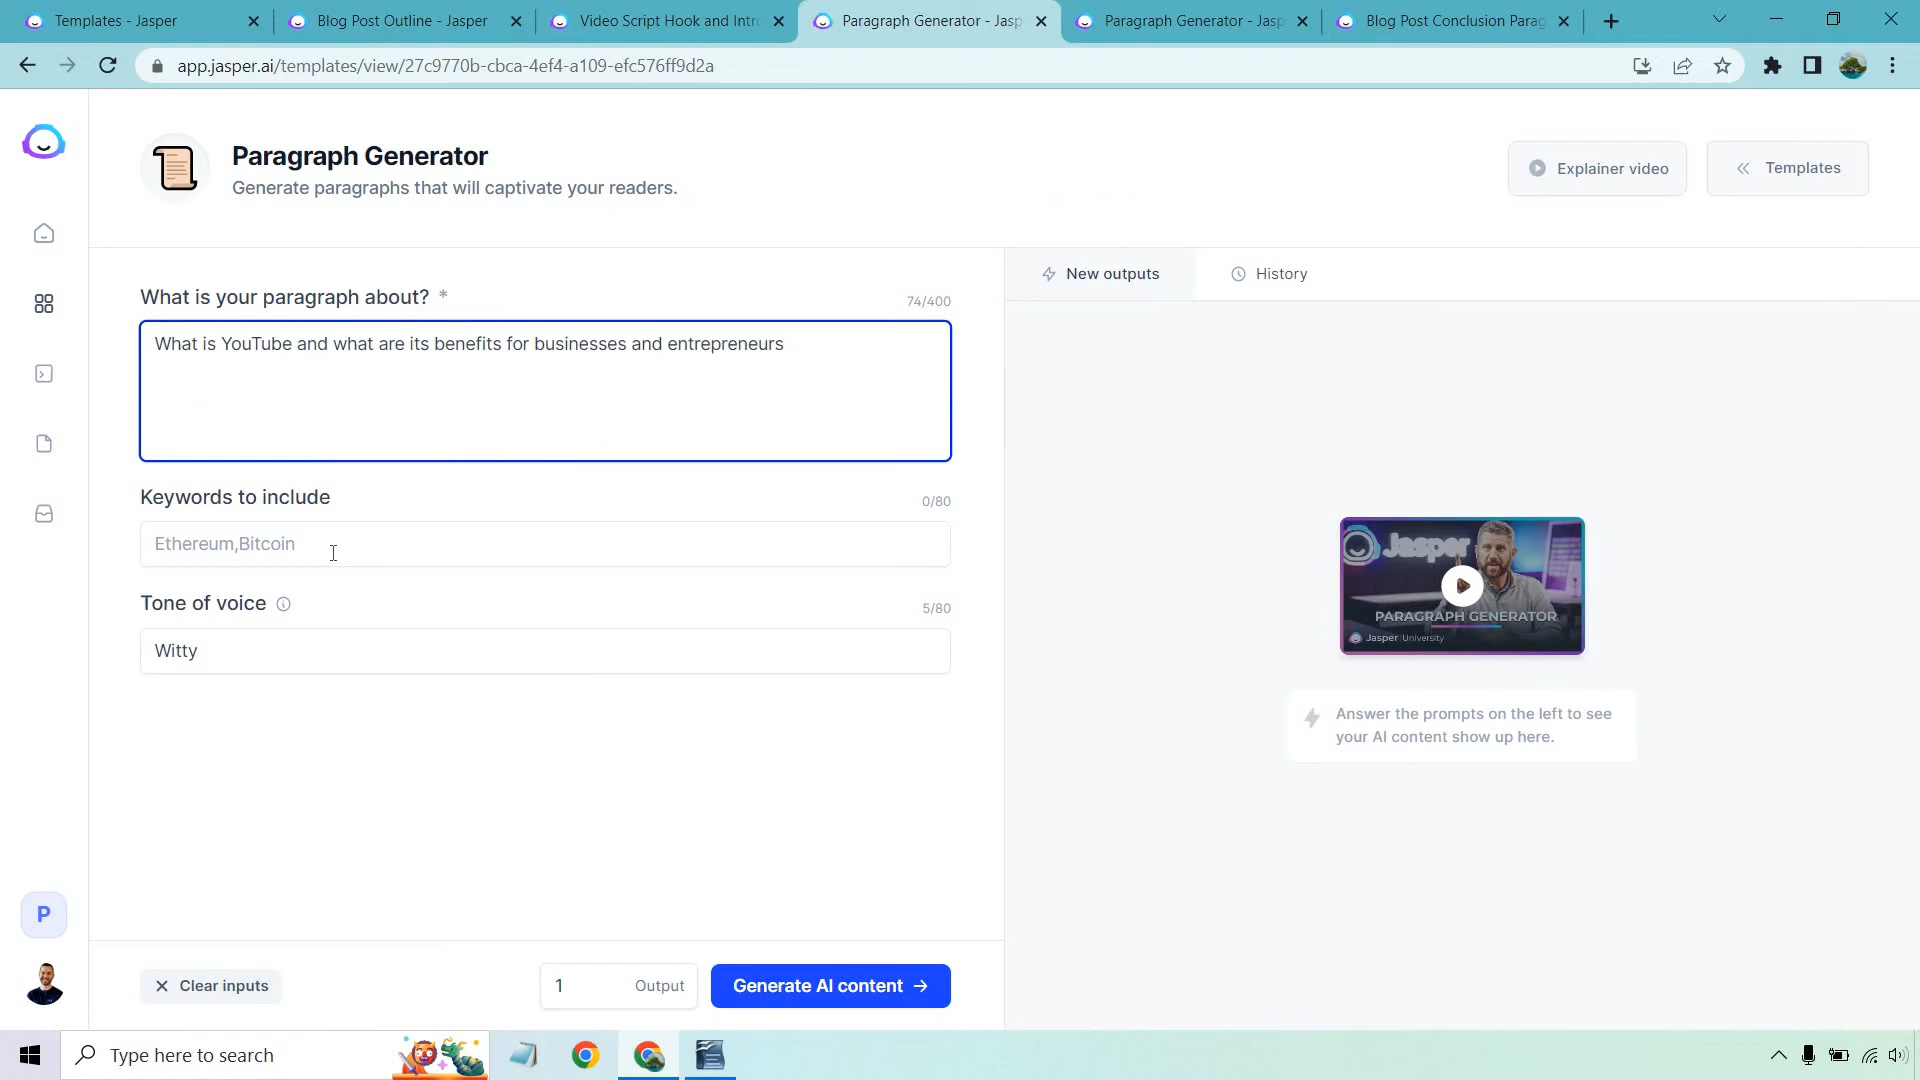 Templates - Jasper
Blog Post Outline - Jasper
Video Script Hook and Intro
Paragraph Generator - Jasp
Paragraph Generator - Jasp
Blog Post Conclusion Parag
app.jasper.ai/templates/view/27c9770b-cbca-4ef4-a109-efc576ff9d2a
Paragraph Generator
Generate paragraphs that will captivate your readers.
Explainer video
Templates
What is your paragraph about? *
74/400
What is YouTube and what are its benefits for businesses and entrepreneurs
Keywords to include
0/80
Ethereum,Bitcoin
Tone of voice
5/80
Witty
New outputs
History
Jasper
PARAGRAPH GENERATOR
Jasper University
Answer the prompts on the left to see
your AI content show up here.
P
Clear inputs
1 Output
Generate AI content →
Type here to search